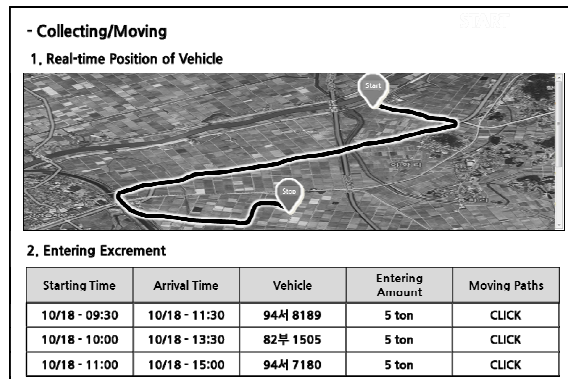 - Collecting/Moving
1. Real-time Position of Vehicle
Start
Stop
2. Entering Excrement
Starting Time Arrival Time Vehicle Entering Amount Moving Paths
10/18 - 09:30 10/18 - 11:30 94서 8189 5 ton CLICK
10/18 - 10:00 10/18 - 13:30 82부 1505 5 ton CLICK
10/18 - 11:00 10/18 - 15:00 94서 7180 5 ton CLICK